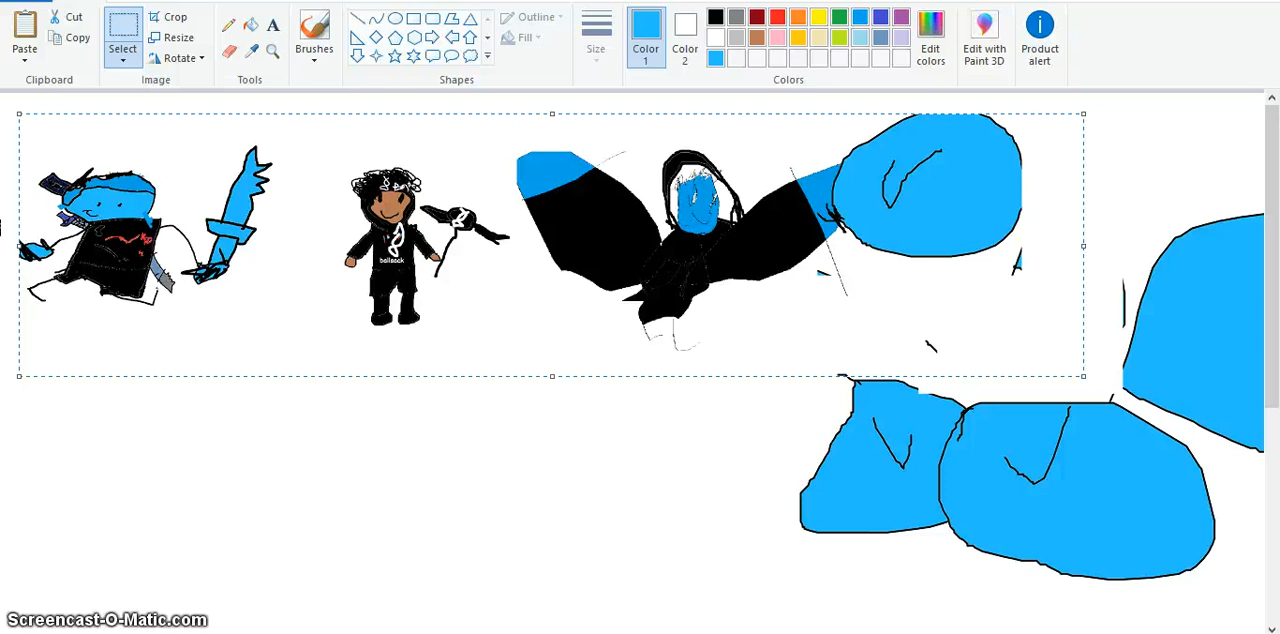 Paste
Cut
Copy
Clipboard
Select
Crop
Resize
Rotate
Image
A
Tools
Brushes
Outline
Fill
Shapes
Size
Color
1
Color
2
Edit
colors
Colors
Edit with
Paint 3D
Product
alert
ballsack
Screencast-O-Matic.com